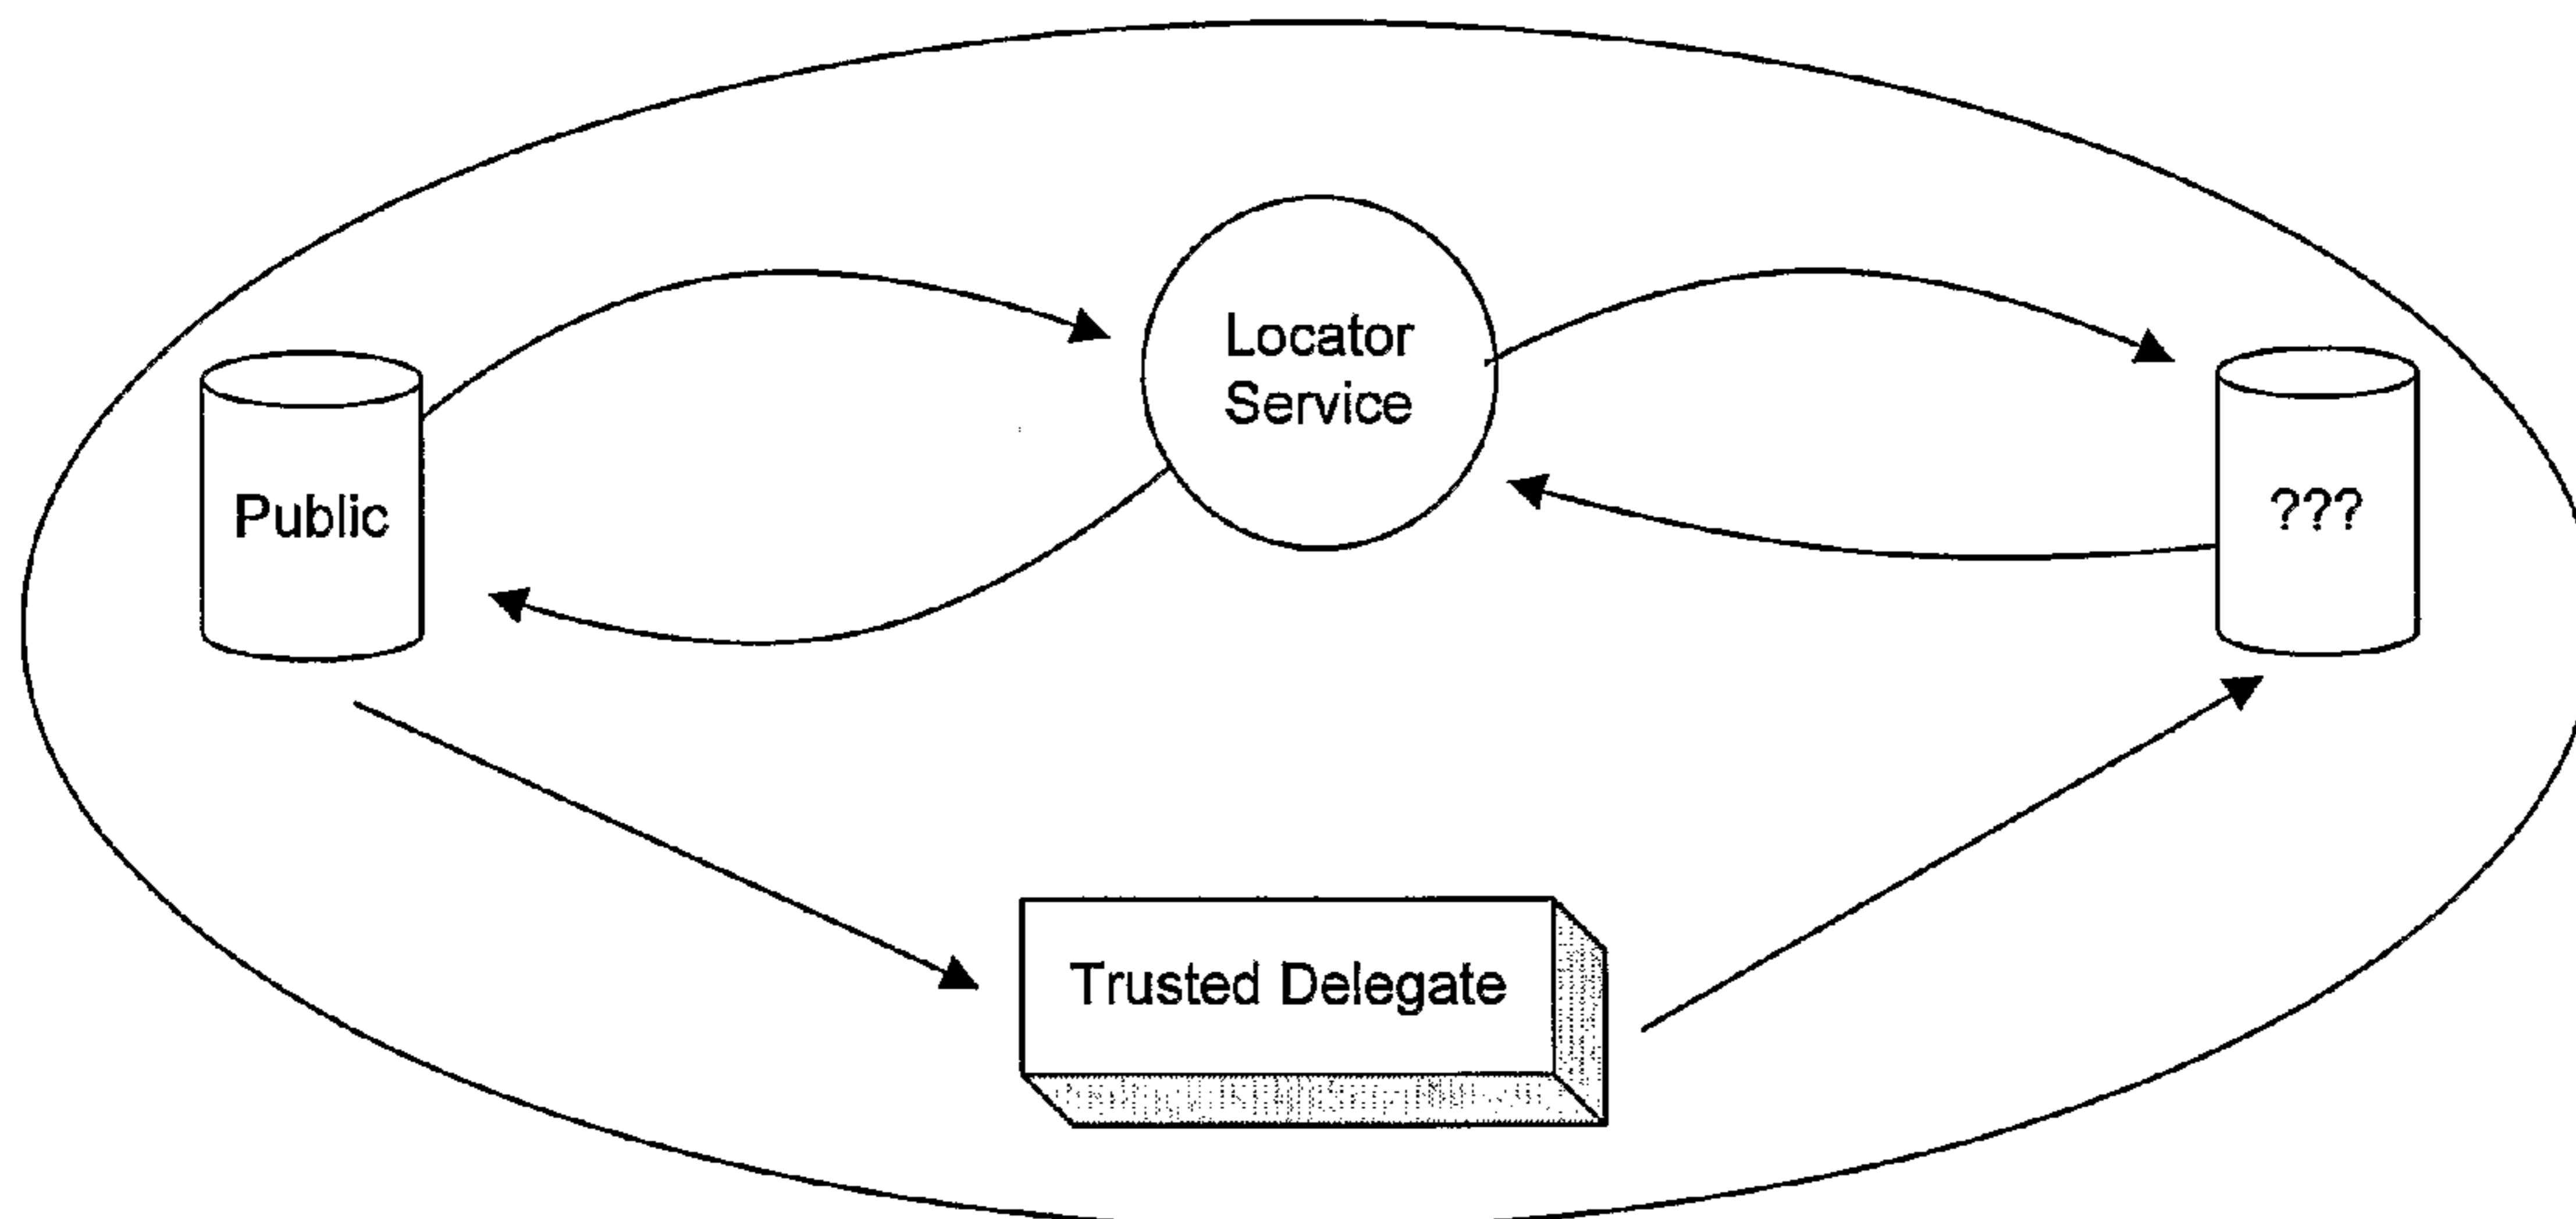 Locator
Service
Public
???
Trusted Delegate